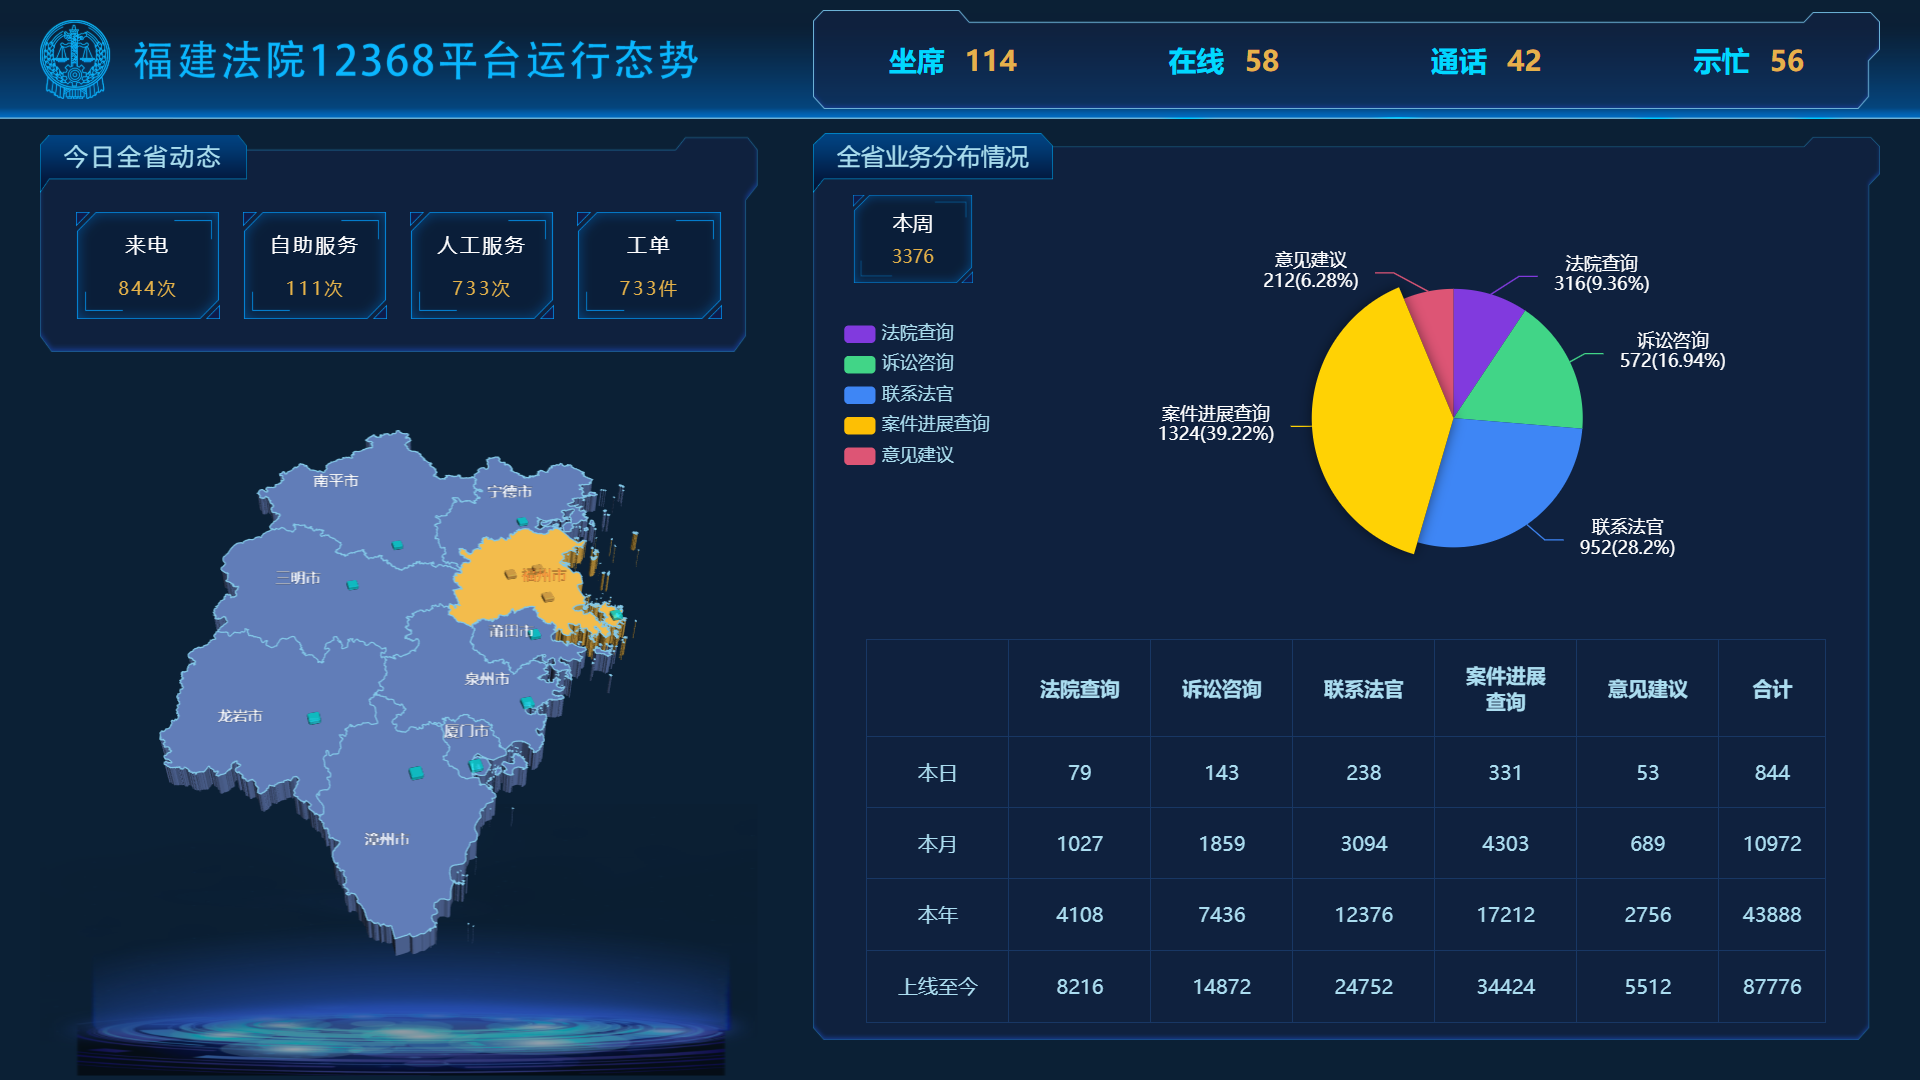 福建法院12368平台运行态势
坐席 114 在线 58 通话 42 示忙 56
今日全省动态
来电 自助服务 人工服务 工单
844次 111次 733次 733件
南平市
宁德市
三明市
福州市
莆田市
泉州市
龙岩市
厦门市
漳州市
全省业务分布情况
本周
3376
法院查询
诉讼咨询
联系法官
案件进展查询
意见建议
意见建议
212(6.28%)
法院查询
316(9.36%)
诉讼咨询
572(16.94%)
案件进展查询
1324(39.22%)
联系法官
952(28.2%)
法院查询 诉讼咨询 联系法官 案件进展查询 意见建议 合计
本日 79 143 238 331 53 844
本月 1027 1859 3094 4303 689 10972
本年 4108 7436 12376 17212 2756 43888
上线至今 8216 14872 24752 34424 5512 87776